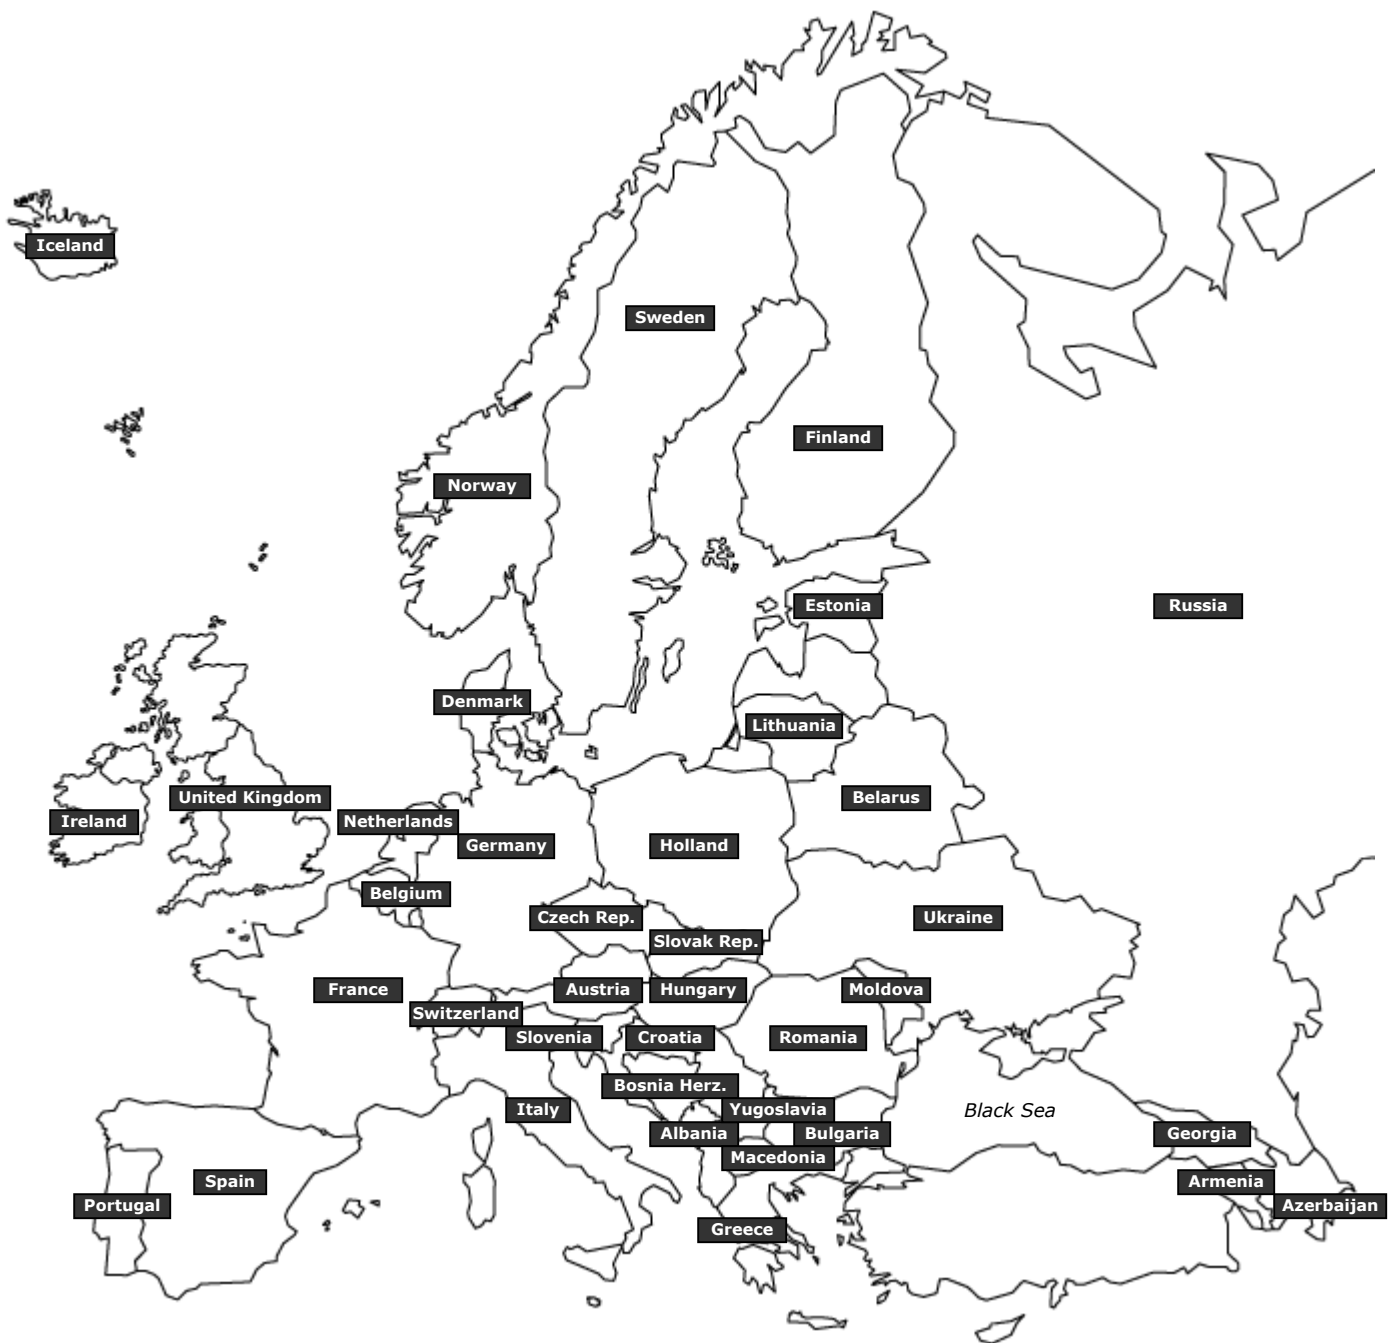 Iceland
Sweden
Finland
Norway
Estonia
Russia
Denmark
Lithuania
United Kingdom
Belarus
Ireland
Netherlands
Germany
Holland
Belgium
Czech Rep.
Ukraine
Slovak Rep.
France
Austria
Hungary
Moldova
Switzerland
Slovenia
Croatia
Romania
Bosnia Herz.
Italy
Yugoslavia
Black Sea
Albania
Bulgaria
Georgia
Macedonia
Spain
Armenia
Portugal
Azerbaijan
Greece